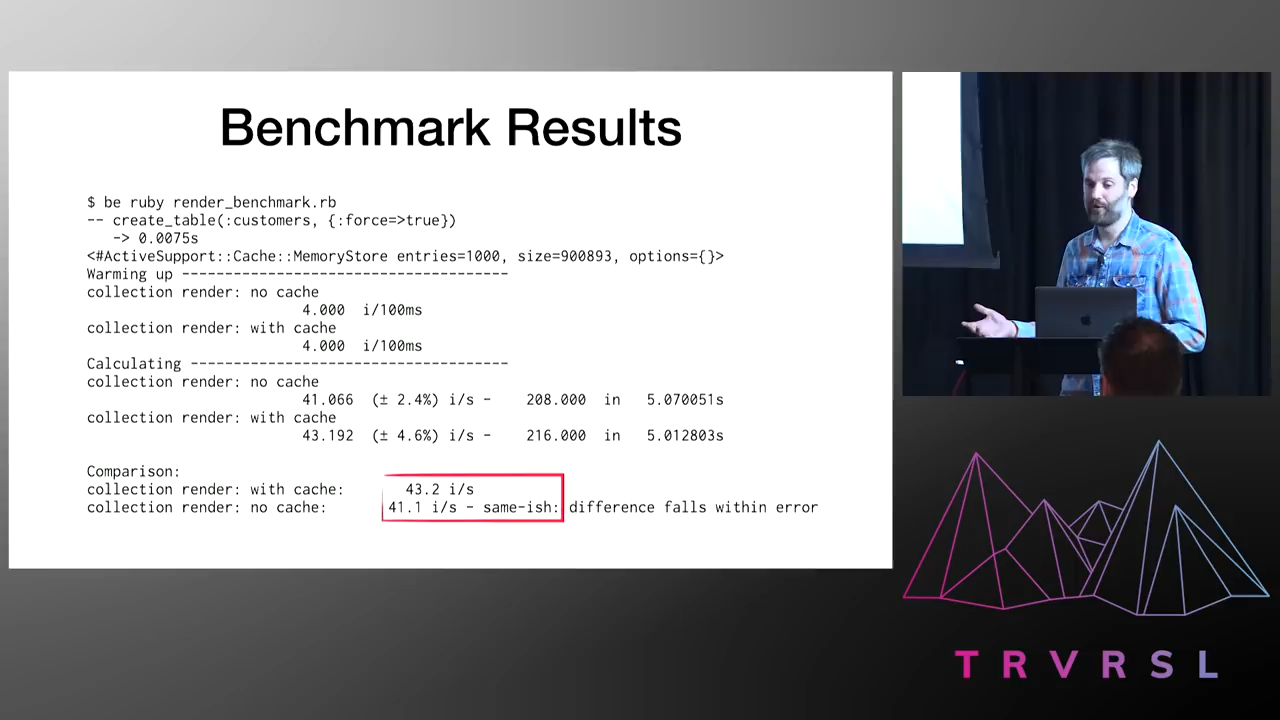 Benchmark Results
$ be ruby render_benchmark.rb
-- create_table(:customers, {:force=>true})
-> 0.0075s
<#ActiveSupport::Cache::MemoryStore entries=1000, size=900893, options={}>
Warming up --------------------------------------
collection render: no cache
4.000 i/100ms
collection render: with cache
4.000 i/100ms
Calculating -------------------------------------
collection render: no cache
41.066 (± 2.4%) i/s - 208.000 in 5.070051s
collection render: with cache
43.192 (± 4.6%) i/s - 216.000 in 5.012803s
Comparison:
collection render: with cache: 43.2 i/s
collection render: no cache: 41.1 i/s - same-ish: difference falls within error
TRVRSL